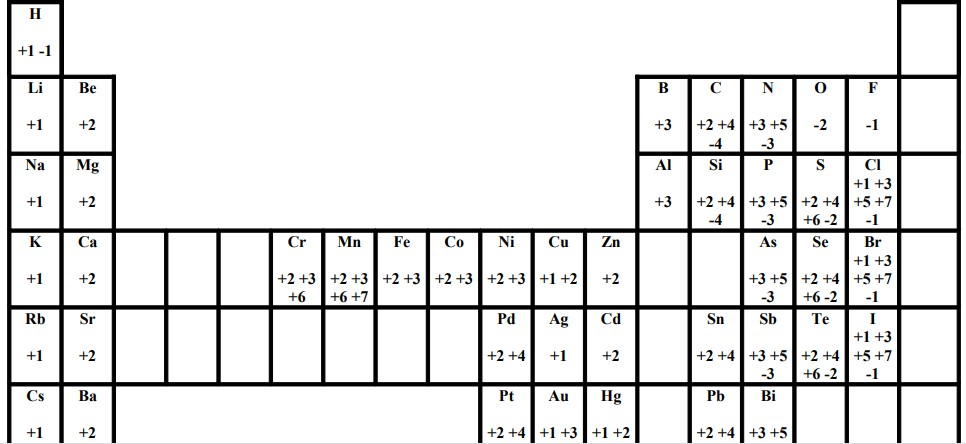 H
+1 -1
Li Be B C N O F
+1 +2 +3 +2 +4 +3 +5 -2 -1
-4 -3
Na Mg Al Si P S Cl
+1 +3
+1 +2 +3 +2 +4 +3 +5 +2 +4 +5 +7
-4 -3 +6 -2 -1
K Ca Cr Mn Fe Co Ni Cu Zn As Se Br
+1 +3
+1 +2 +2 +3 +2 +3 +2 +3 +2 +3 +2 +3 +1 +2 +2 +3 +5 +2 +4 +5 +7
+6 +6 +7 -3 +6 -2 -1
Rb Sr Pd Ag Cd Sn Sb Te I
+1 +3
+1 +2 +2 +4 +1 +2 +2 +4 +3 +5 +2 +4 +5 +7
-3 +6 -2 -1
Cs Ba Pt Au Hg Pb Bi
+1 +2 +2 +4 +1 +3 +1 +2 +2 +4 +3 +5